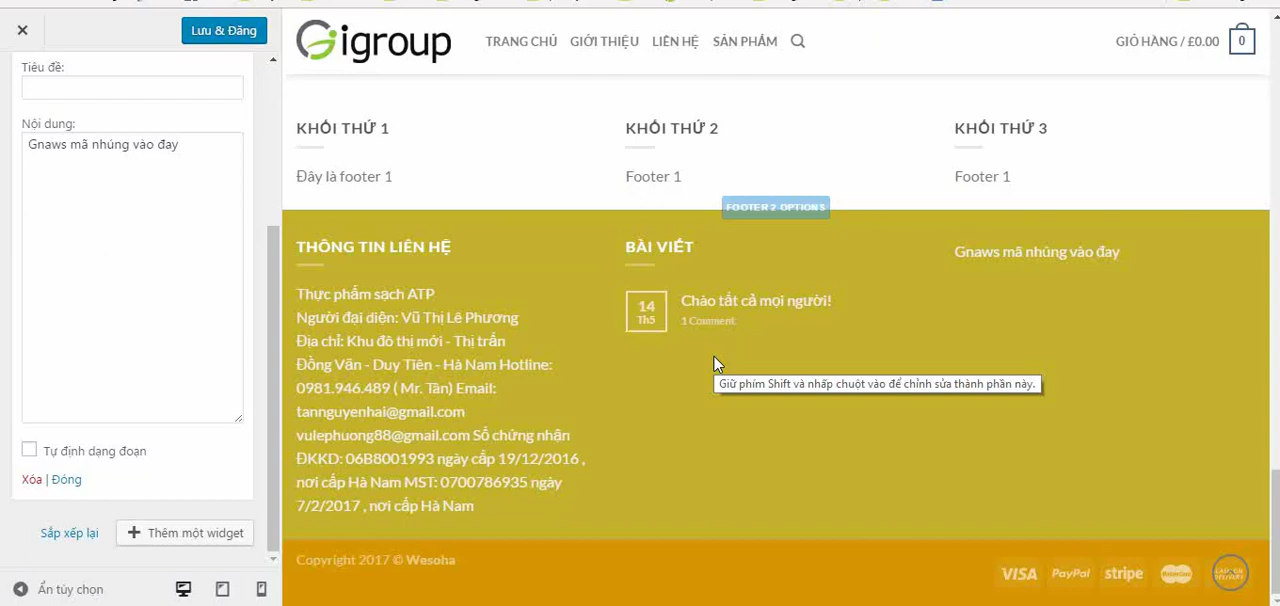 Lưu & Đăng
Tiêu đề:
Nội dung:
Gnaws mã nhúng vào đay
Tự định dạng đoạn
Xóa | Đóng
Sắp xếp lại
Thêm một widget
Ẩn tùy chọn
Gigroup
TRANG CHỦ
GIỚI THIỆU
LIÊN HỆ
SẢN PHẨM
GIỎ HÀNG / £0.00
0
KHỐI THỨ 1
KHỐI THỨ 2
KHỐI THỨ 3
Đây là footer 1
Footer 1
Footer 1
FOOTER 2 OPTIONS
THÔNG TIN LIÊN HỆ
Thực phẩm sạch ATP
Người đại diện: Vũ Thị Lê Phương
Địa chỉ: Khu đô thị mới - Thị trấn
Đồng Văn - Duy Tiên - Hà Nam Hotline:
0981.946.489 ( Mr. Tân) Email:
tannguyenhai@gmail.com
vulephuong88@gmail.com Số chứng nhận
ĐKKD: 06B8001993 ngày cấp 19/12/2016 ,
nơi cấp Hà Nam MST: 0700786935 ngày
7/2/2017 , nơi cấp Hà Nam
BÀI VIẾT
14
Th5
Chào tất cả mọi người!
1 Comment
Giữ phím Shift và nhấp chuột vào để chỉnh sửa thành phần này.
Gnaws mã nhúng vào đay
Copyright 2017 © Wesoha
VISA
PayPal
stripe
MasterCard
CASH ON
DELIVERY